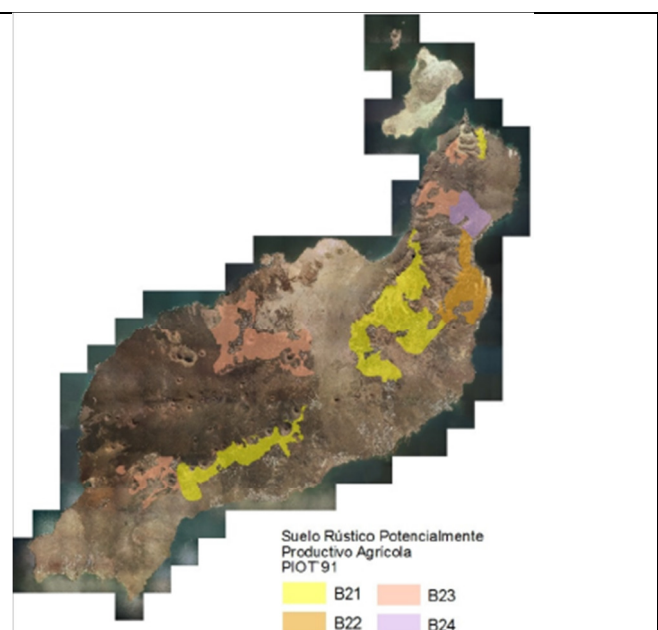 Suelo Rústico Potencialmente
Productivo Agrícola
PIOT'91
B21 B23
B22 B24